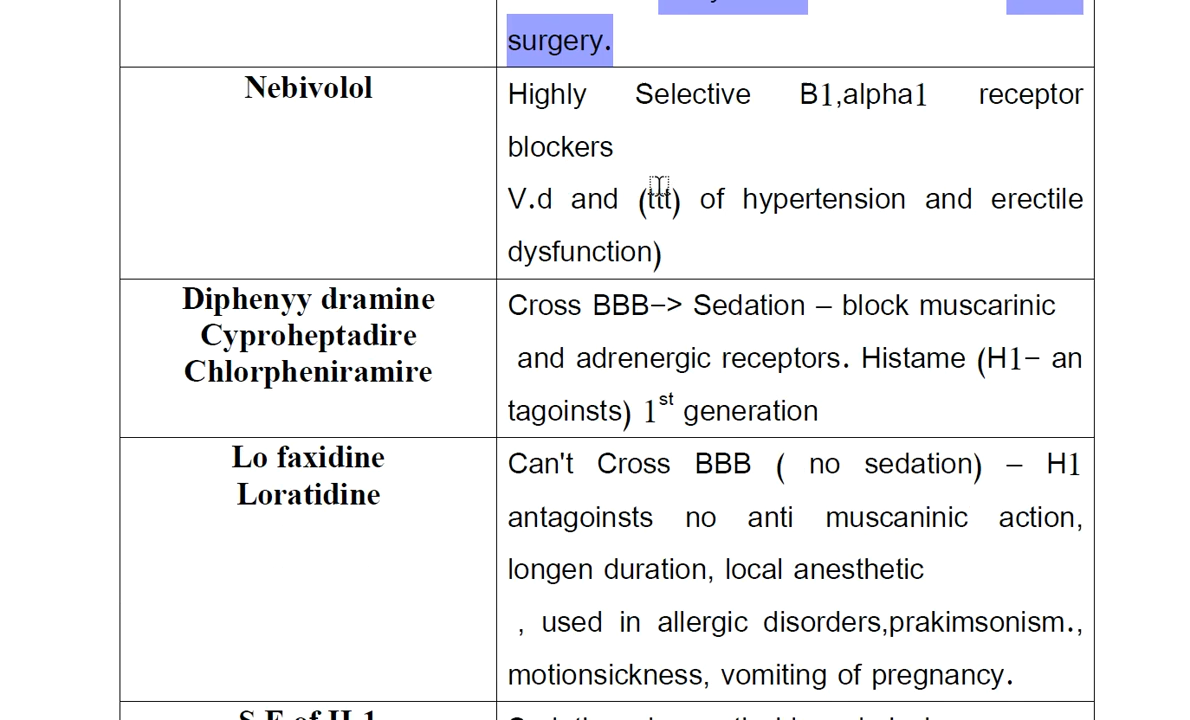 surgery.
Nebivolol
Highly Selective B1,alpha1 receptor
blockers
V.d and (ttt) of hypertension and erectile
dysfunction)
Diphenyy dramine
Cyproheptadire
Chlorpheniramire
Cross BBB–> Sedation – block muscarinic
and adrenergic receptors. Histame (H1– an
tagoinsts) 1st generation
Lo faxidine
Loratidine
Can't Cross BBB ( no sedation) – H1
antagoinsts no anti muscaninic action,
longen duration, local anesthetic
, used in allergic disorders,prakimsonism.,
motionsickness, vomiting of pregnancy.